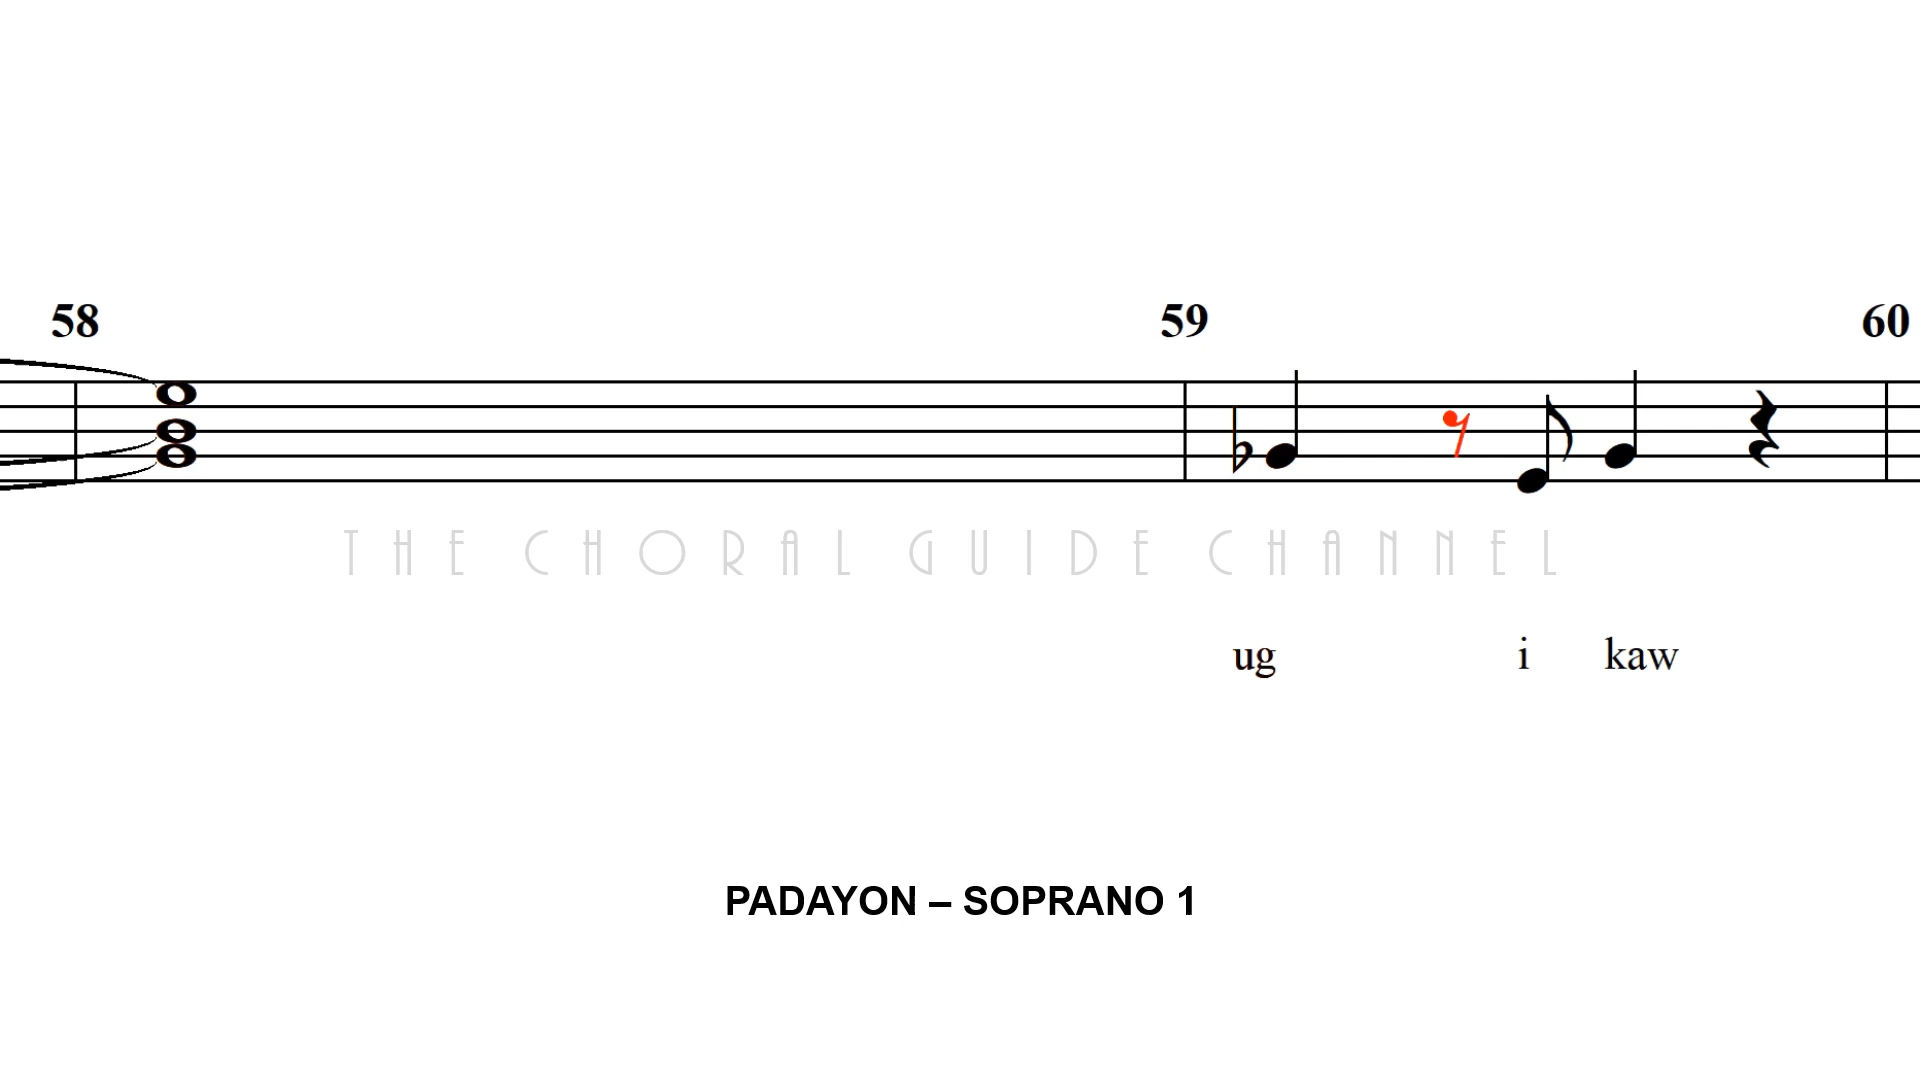 58 59 60
THE CHORAL GUIDE CHANNEL
ug i kaw
PADAYON – SOPRANO 1